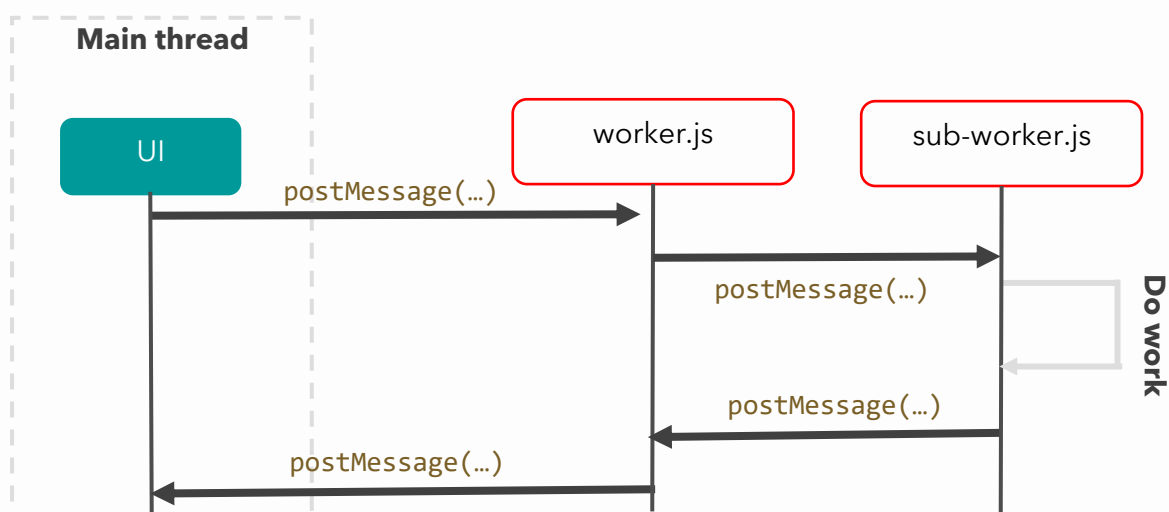 Main thread
UI
worker.js
sub-worker.js
postMessage(…)
postMessage(…)
Do work
postMessage(…)
postMessage(…)